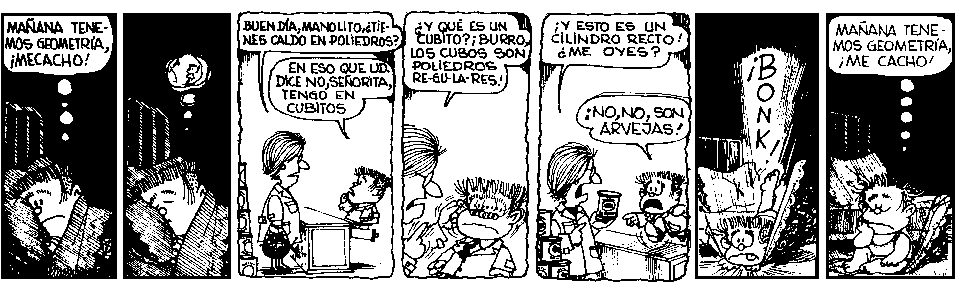 MAÑANA TENE-
MOS GEOMETRÍA,
¡MECACHO!
BUEN DÍA, MANOLITO, ¿TIE-
NES CALDO EN POLIEDROS?
EN ESO QUE UD.
DICE NO, SEÑORITA,
TENGO EN
CUBITOS
¿Y QUÉ ES UN
CUBITO?; ¡BURRO,
LOS CUBOS SON
POLIEDROS
RE-GU-LA-RES!
¡Y ESTO ES UN
CILINDRO RECTO!
¿ME OYES?
¡NO, NO, SON
ARVEJAS!
¡BONK!
MAÑANA TENE-
MOS GEOMETRÍA,
¡ME CACHO!